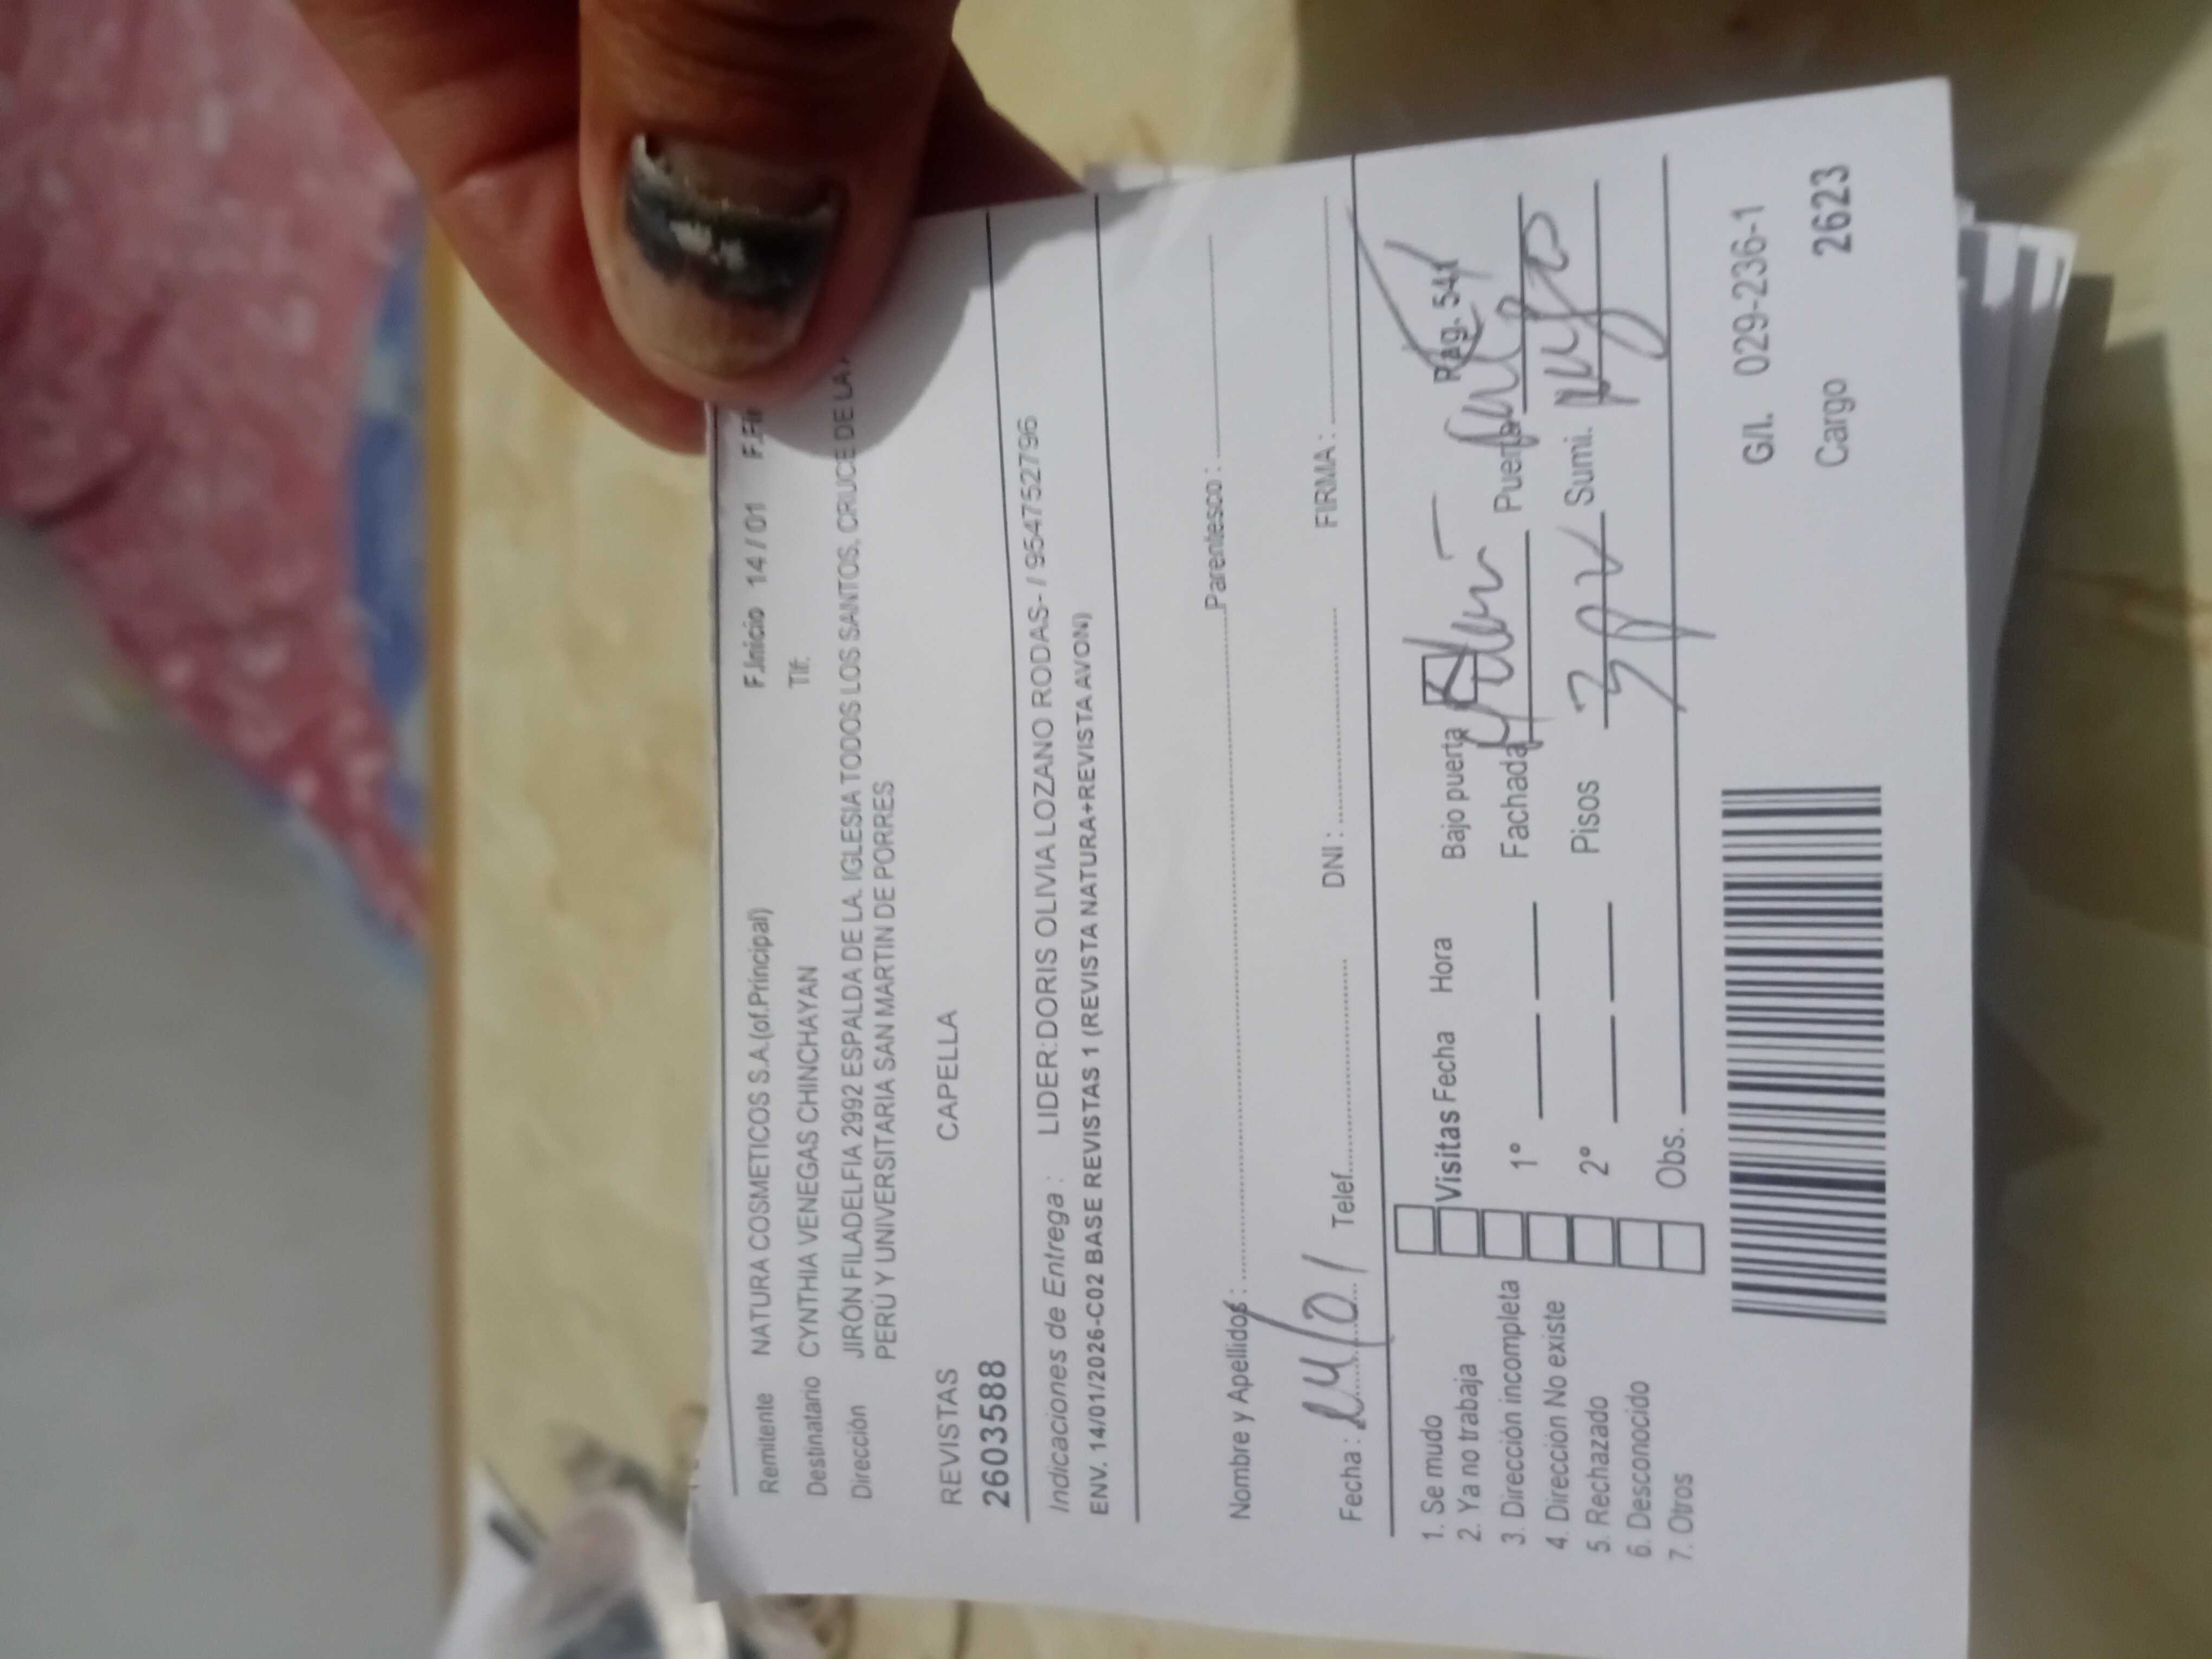 F.Inicio 14 / 01
Remitente NATURA COSMETICOS S.A.(of.Principal) Tlf.
Destinatario CYNTHIA VENEGAS CHINCHAYAN
Dirección JIRÓN FILADELFIA 2992 ESPALDA DE LA. IGLESIA TODOS LOS SANTOS, CRUCE DE LA
PERÚ Y UNIVERSITARIA SAN MARTIN DE PORRES
REVISTAS CAPELLA
2603588
Indicaciones de Entrega : LIDER:DORIS OLIVIA LOZANO RODAS- / 954752796
ENV. 14/01/2026-C02 BASE REVISTAS 1 (REVISTA NATURA+REVISTA AVON)
Nombre y Apellidos : Parentesco :
Fecha : 24/01 Telef. DNI : FIRMA :
1. Se mudo
2. Ya no trabaja
3. Dirección incompleta
4. Dirección No existe
5. Rechazado
6. Desconocido
7. Otros
Visitas Fecha Hora Bajo puerta Rag. 541
1° Fachada Puerta
2° Pisos 3 Sumi.
Obs.
G/L 029-236-1
Cargo 2623